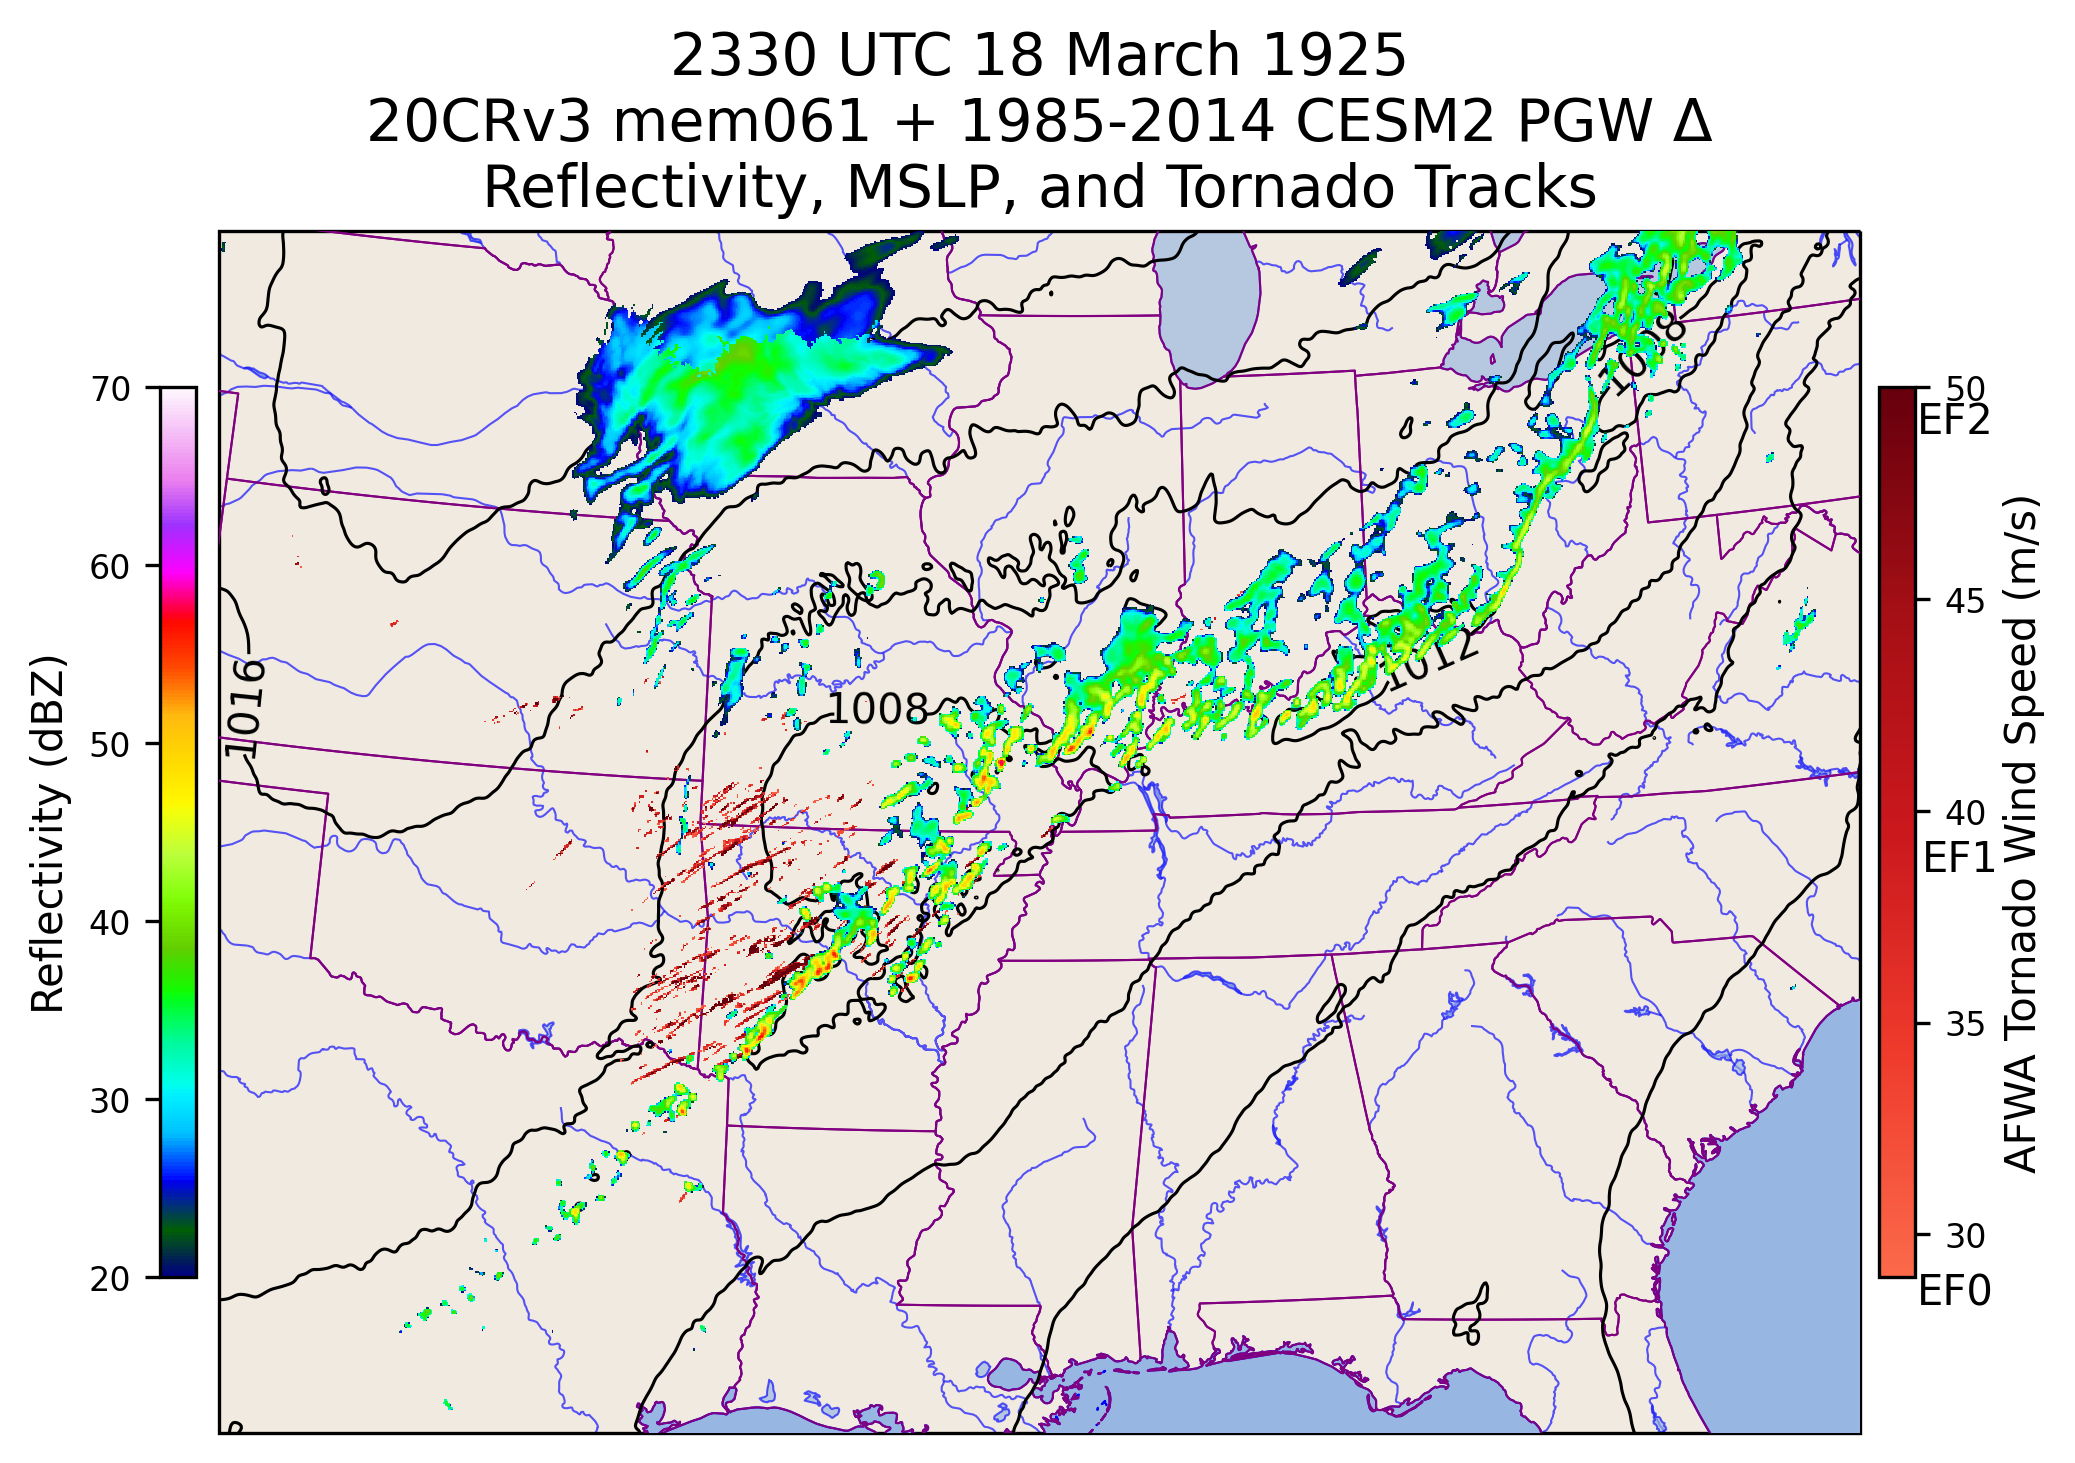 2330 UTC 18 March 1925
20CRv3 mem061 + 1985-2014 CESM2 PGW Δ
Reflectivity, MSLP, and Tornado Tracks
Reflectivity (dBZ)
70
60
50
40
30
20
1016
1008
1012
1008
50
EF2
45
40
EF1
35
30
EF0
AFWA Tornado Wind Speed (m/s)